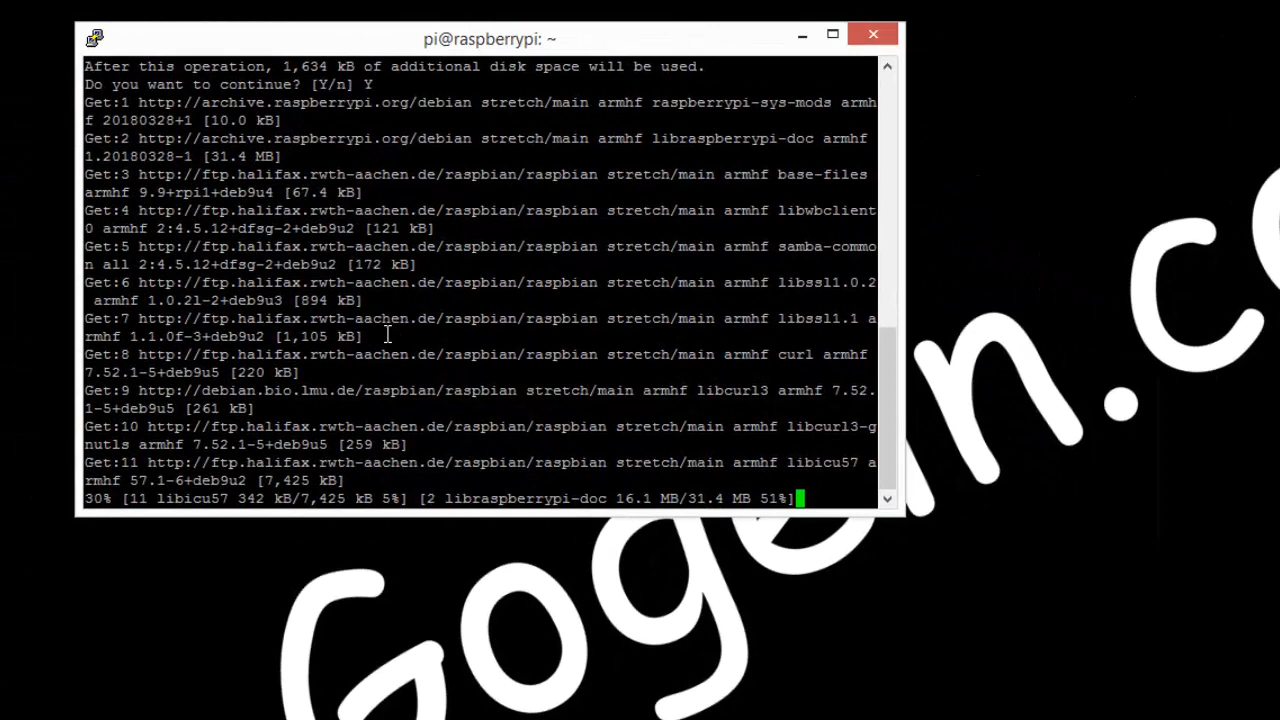 pi@raspberrypi: ~
After this operation, 1,634 kB of additional disk space will be used.
Do you want to continue? [Y/n] Y
Get:1 http://archive.raspberrypi.org/debian stretch/main armhf raspberrypi-sys-mods armh
f 20180328+1 [10.0 kB]
Get:2 http://archive.raspberrypi.org/debian stretch/main armhf libraspberrypi-doc armhf
1.20180328-1 [31.4 MB]
Get:3 http://ftp.halifax.rwth-aachen.de/raspbian/raspbian stretch/main armhf base-files
armhf 9.9+rpi1+deb9u4 [67.4 kB]
Get:4 http://ftp.halifax.rwth-aachen.de/raspbian/raspbian stretch/main armhf libwbclient
0 armhf 2:4.5.12+dfsg-2+deb9u2 [121 kB]
Get:5 http://ftp.halifax.rwth-aachen.de/raspbian/raspbian stretch/main armhf samba-commo
n all 2:4.5.12+dfsg-2+deb9u2 [172 kB]
Get:6 http://ftp.halifax.rwth-aachen.de/raspbian/raspbian stretch/main armhf libssl1.0.2
 armhf 1.0.2l-2+deb9u3 [894 kB]
Get:7 http://ftp.halifax.rwth-aachen.de/raspbian/raspbian stretch/main armhf libssl1.1 a
rmhf 1.1.0f-3+deb9u2 [1,105 kB]
Get:8 http://ftp.halifax.rwth-aachen.de/raspbian/raspbian stretch/main armhf curl armhf
7.52.1-5+deb9u5 [220 kB]
Get:9 http://debian.bio.lmu.de/raspbian/raspbian stretch/main armhf libcurl3 armhf 7.52.
1-5+deb9u5 [261 kB]
Get:10 http://ftp.halifax.rwth-aachen.de/raspbian/raspbian stretch/main armhf libcurl3-g
nutls armhf 7.52.1-5+deb9u5 [259 kB]
Get:11 http://ftp.halifax.rwth-aachen.de/raspbian/raspbian stretch/main armhf libicu57 a
rmhf 57.1-6+deb9u2 [7,425 kB]
30% [11 libicu57 342 kB/7,425 kB 5%] [2 libraspberrypi-doc 16.1 MB/31.4 MB 51%]